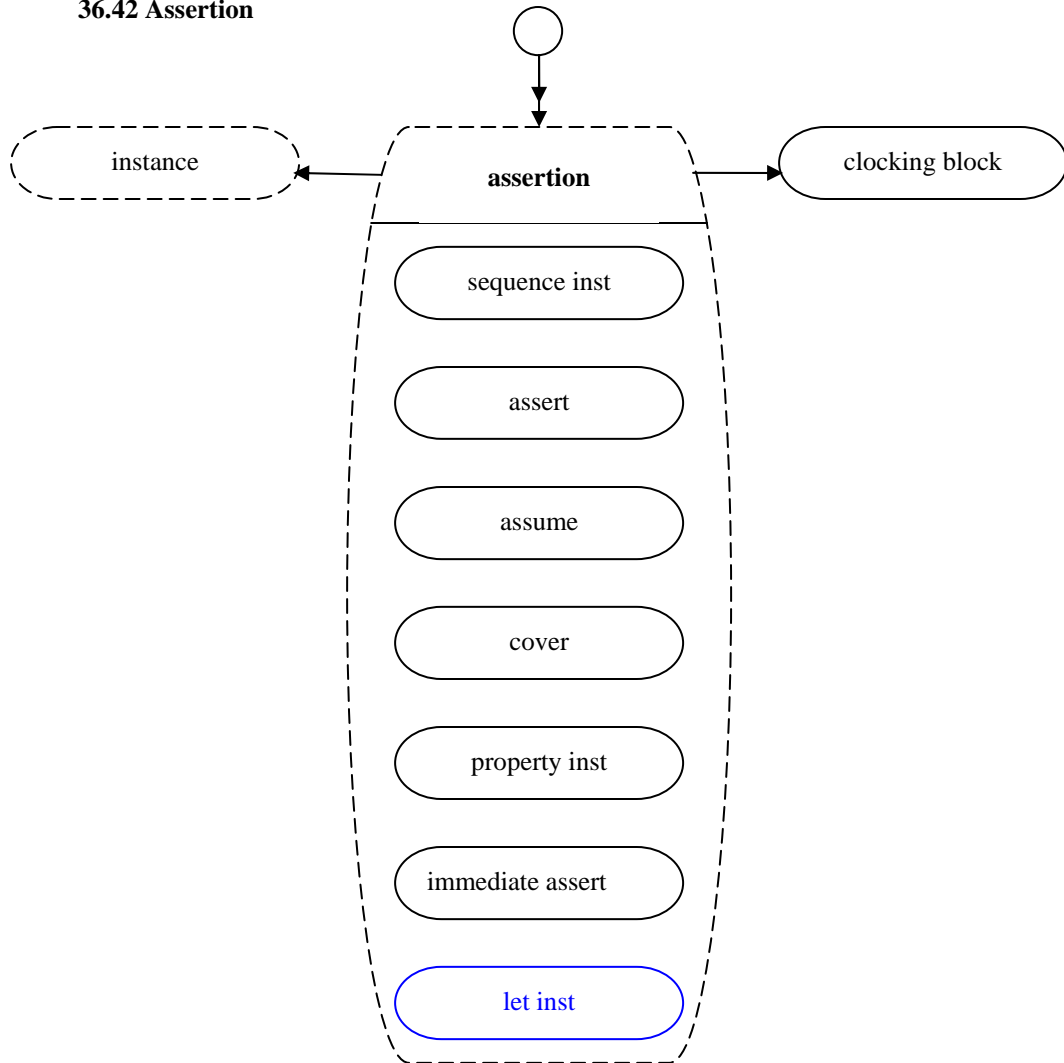 36.42 Assertion
instance
assertion
clocking block
sequence inst
assert
assume
cover
property inst
immediate assert
let inst